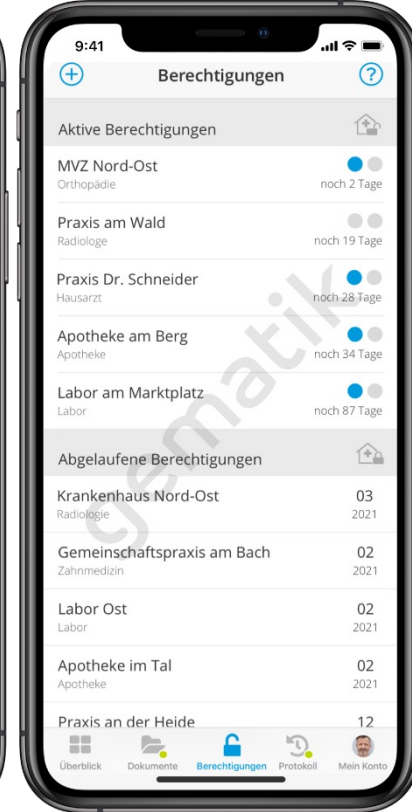 9:41
Berechtigungen
Aktive Berechtigungen
MVZ Nord-Ost
Orthopädie
noch 2 Tage
Praxis am Wald
Radiologe
noch 19 Tage
Praxis Dr. Schneider
Hausarzt
noch 28 Tage
Apotheke am Berg
Apotheke
noch 34 Tage
Labor am Marktplatz
Labor
noch 87 Tage
Abgelaufene Berechtigungen
Krankenhaus Nord-Ost
03
Radiologie
2021
Gemeinschaftspraxis am Bach
02
Zahnmedizin
2021
Labor Ost
02
Labor
2021
Apotheke im Tal
02
Apotheke
2021
Praxis an der Heide
12
Überblick
Dokumente
Berechtigungen
Protokoll
Mein Konto
gematik